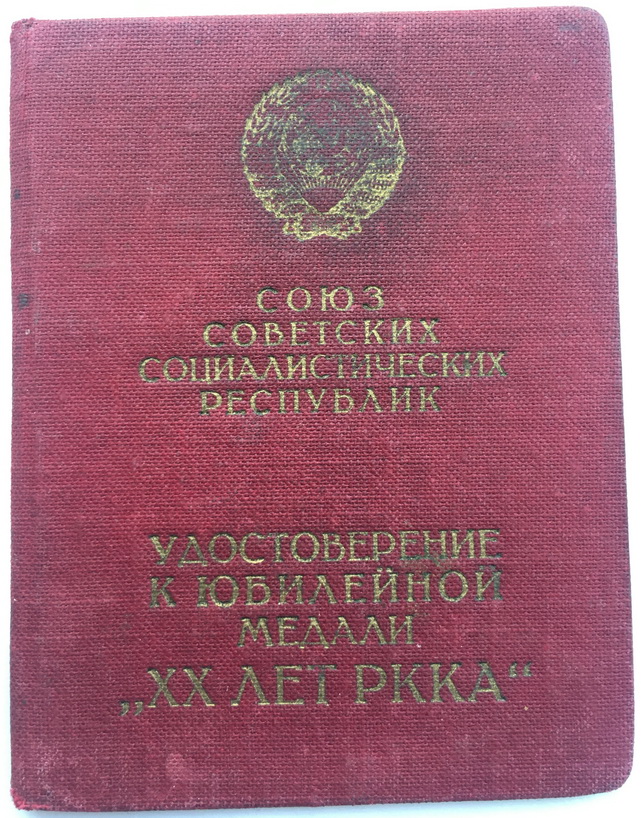 СОЮЗ
СОВЕТСКИХ
СОЦИАЛИСТИЧЕСКИХ
РЕСПУБЛИК
УДОСТОВЕРЕНИЕ
К ЮБИЛЕЙНОЙ
МЕДАЛИ
„XX ЛЕТ РККА“